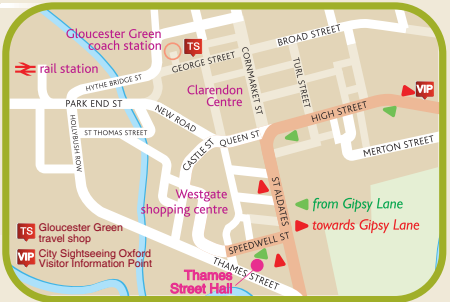 Gloucester Green
coach station
TS
BROAD STREET
GEORGE STREET
rail station
HYTHE BRIDGE ST
CORNMARKET ST
TURL STREET
Clarendon
Centre
VIP
PARK END ST
HIGH STREET
NEW ROAD
HOLLYBUSH ROW
ST THOMAS STREET
CASTLE ST
QUEEN ST
MERTON STREET
Westgate
shopping centre
ST ALDATES
from Gipsy Lane
towards Gipsy Lane
TS Gloucester Green
travel shop
SPEEDWELL ST
VIP City Sightseeing Oxford
Visitor Information Point
THAMES STREET
Thames
Street Hall